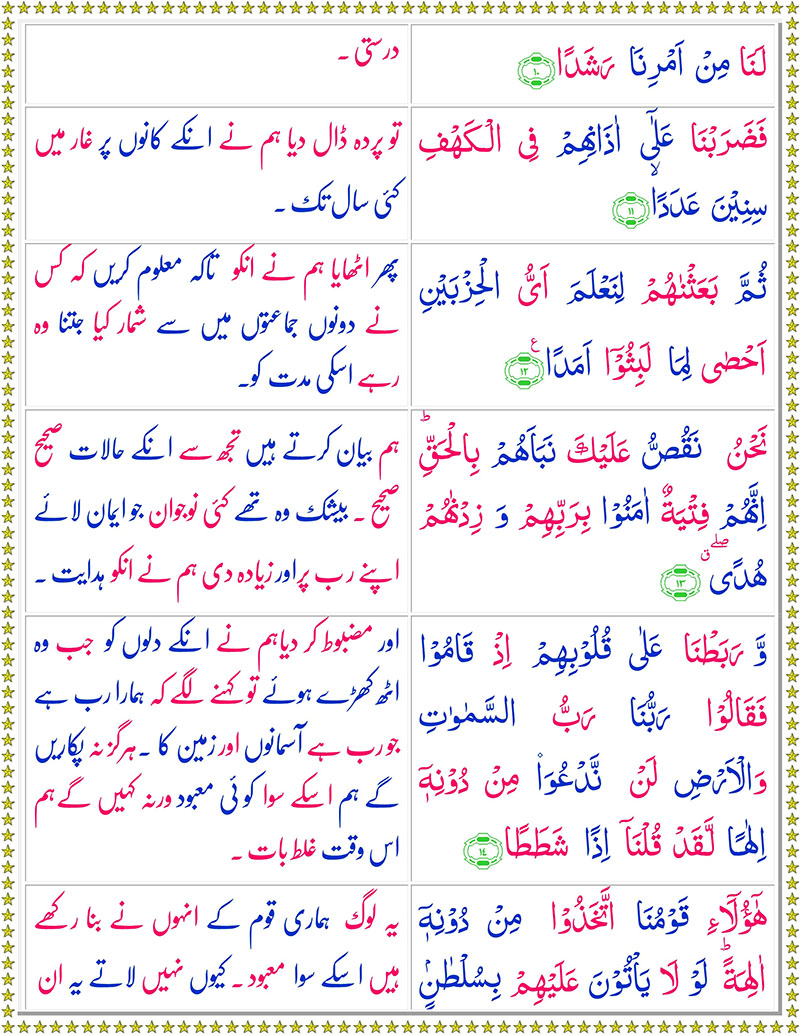 لَنَا مِنْ اَمْرِنَا رَشَدًا ۱۰
درستی ۔
فَضَرَبْنَا عَلٰٓى اٰذَانِهِمْ فِى الْكَهْفِ
سِنِيْنَ عَدَدًا ۙ ۱۱
تو پردہ ڈال دیا ہم نے انکے کانوں پر غار میں
کئی سال تک ۔
ثُمَّ بَعَثْنٰهُمْ لِنَعْلَمَ اَىُّ الْحِزْبَيْنِ
اَحْصٰى لِمَا لَبِثُوْٓا اَمَدًا ۱۲ ع
پھر اٹھایا ہم نے انکو تاکہ معلوم کریں کہ کس
نے دونوں جماعتوں میں سے شمار کیا جتنا وہ
رہے اسکی مدت کو۔
نَحْنُ نَقُصُّ عَلَيْكَ نَبَاَهُمْ بِالْحَقِّ ؕ
اِنَّهُمْ فِتْيَةٌ اٰمَنُوْا بِرَبِّهِمْ وَ زِدْنٰهُمْ
هُدًى ۖ ق ۱۳
ہم بیان کرتے ہیں تجھ سے انکے حالات صحیح
صحیح ۔ بیشک وہ تھے کئی نوجوان جو ایمان لائے
اپنے رب پر اور زیادہ دی ہم نے انکو ہدایت ۔
وَّ رَبَطْنَا عَلٰى قُلُوْبِهِمْ اِذْ قَامُوْا
فَقَالُوْا رَبُّنَا رَبُّ السَّمٰوٰتِ
وَالْاَرْضِ لَنْ نَّدْعُوَا۟ مِنْ دُوْنِهٖٓ
اِلٰهًا لَّقَدْ قُلْنَاۤ اِذًا شَطَطًا ۱۴
اور مضبوط کر دیا ہم نے انکے دلوں کو جب وہ
اٹھ کھڑے ہوئے تو کہنے لگے کہ ہمارا رب ہے
جو رب ہے آسمانوں اور زمین کا ۔ ہرگز نہ پکاریں
گے ہم اسکے سوا کوئی معبود ورنہ کہیں گے ہم
اس وقت غلط بات ۔
هٰٓؤُلَآءِ قَوْمُنَا اتَّخَذُوْا مِنْ دُوْنِهٖٓ
اٰلِهَةً ؕ لَوْ لَا يَاْتُوْنَ عَلَيْهِمْ بِسُلْطٰنٍۭ
یہ لوگ ہماری قوم کے انہوں نے بنا رکھے
ہیں اسکے سوا معبود ۔ کیوں نہیں لاتے یہ ان